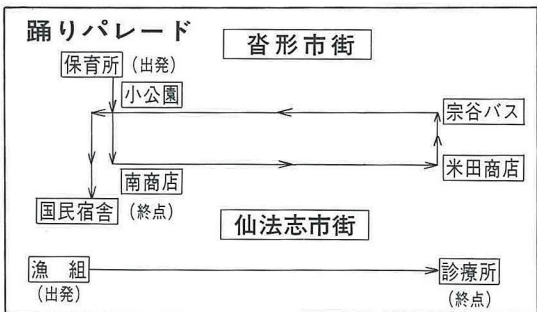 踊りパレード
沓形市街
保育所 (出発)
小公園
宗谷バス
南商店
米田商店
国民宿舎 (終点)
仙法志市街
漁 組
(出発)
診療所
(終点)